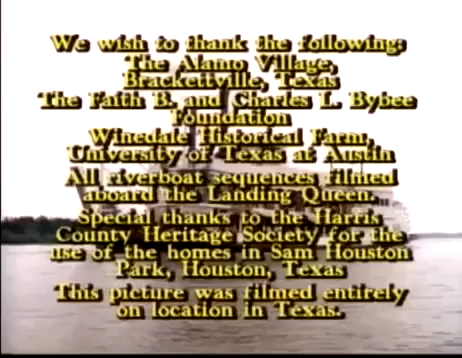 We wish to thank the following:
The Alamo Village,
Brackettville, Texas
The Faith B. and Charles L. Bybee
Foundation
Winedale Historical Farm,
University of Texas at Austin
All riverboat sequences filmed
aboard the Landing Queen.
Special thanks to the Harris
County Heritage Society for the
use of the homes in Sam Houston
Park, Houston, Texas
This picture was filmed entirely
on location in Texas.